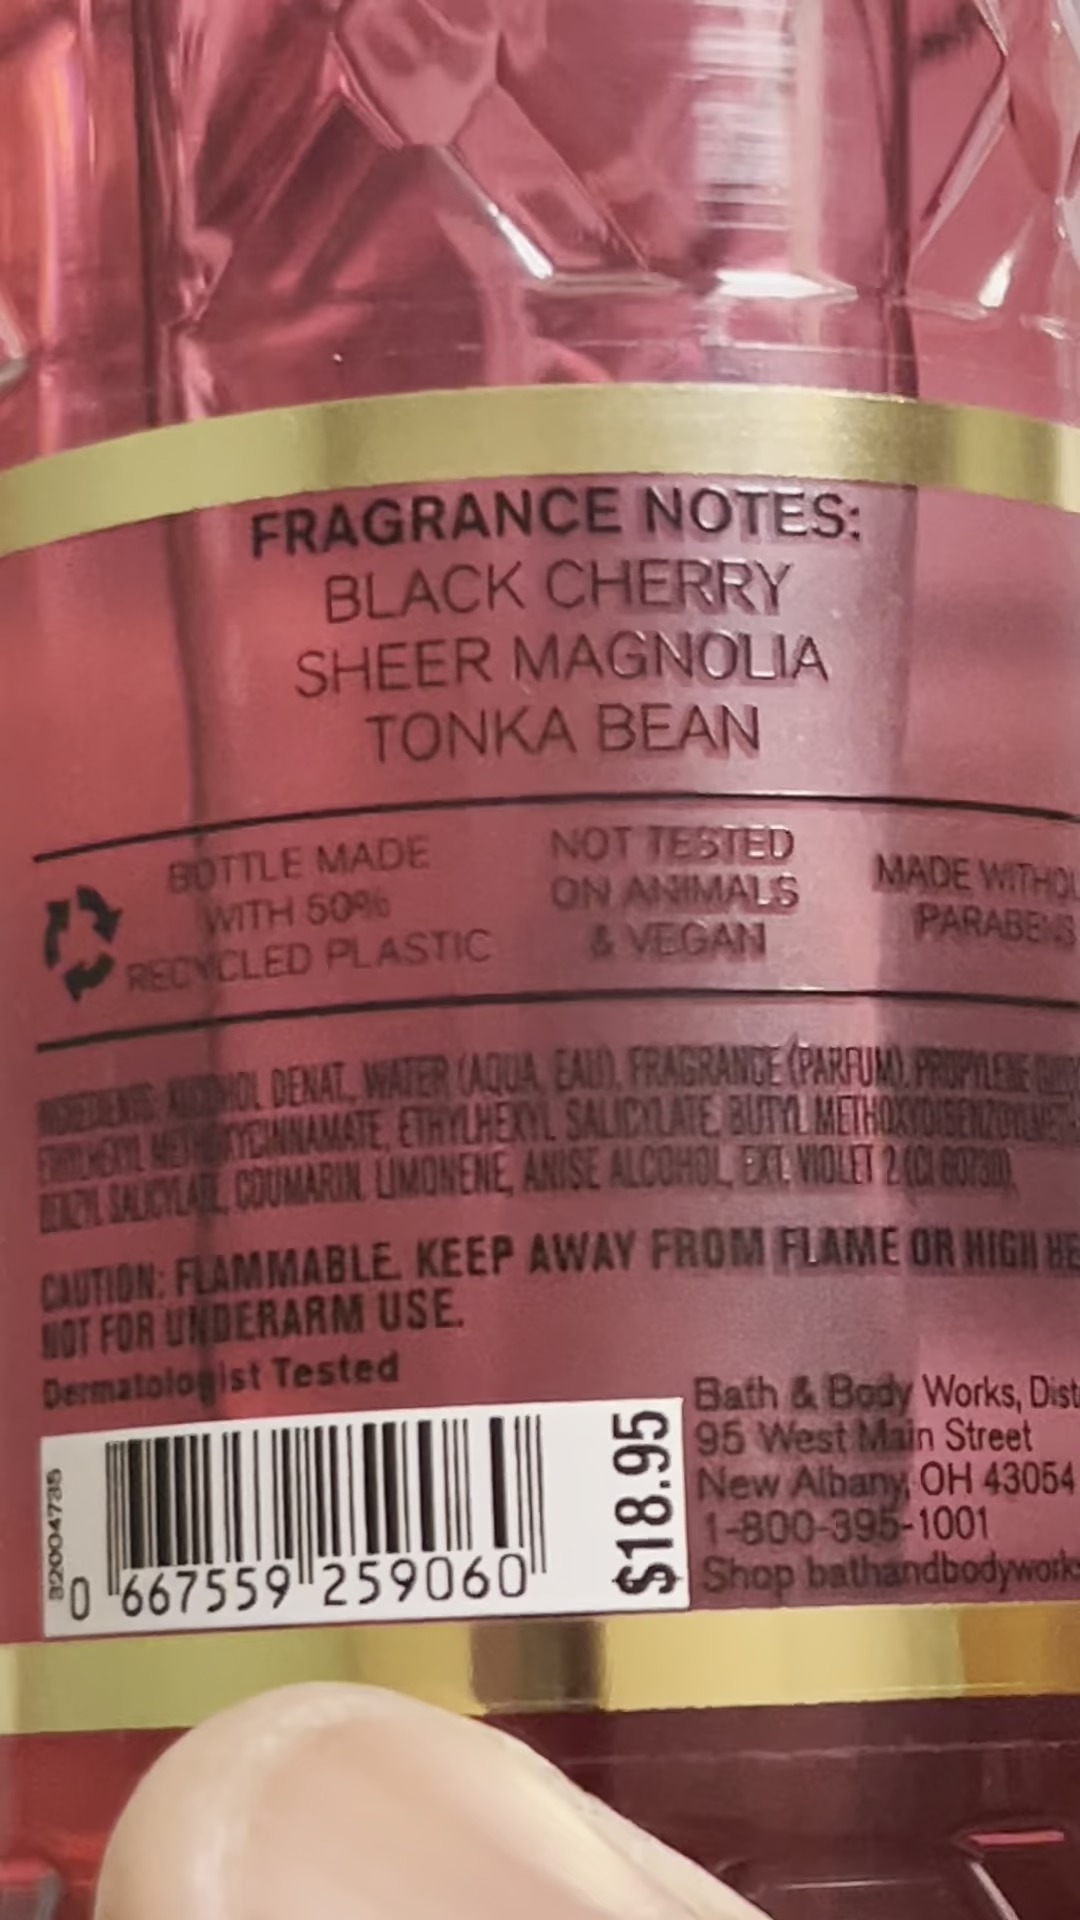 FRAGRANCE NOTES:
BLACK CHERRY
SHEER MAGNOLIA
TONKA BEAN
BOTTLE MADE
WITH 50%
RECYCLED PLASTIC
NOT TESTED
ON ANIMALS
& VEGAN
MADE WITHOU
PARABENS
INGREDIENTS: ALCOHOL DENAT., WATER (AQUA, EAU), FRAGRANCE (PARFUM), PROPYLENE
ETHYLHEXYL METHOXYCINNAMATE, ETHYLHEXYL SALICYLATE, BUTYL
BENZYL SALICYLATE, COUMARIN, LIMONENE, ANISE ALCOHOL, EXT. VIOLET 2 (CI 60730).
CAUTION: FLAMMABLE. KEEP AWAY FROM FLAME OR HIGH HE
NOT FOR UNDERARM USE.
Dermatologist Tested
32004735
0 667559 259060
$18.95
Bath & Body Works, Dist
95 West Main Street
New Albany, OH 43054
1-800-395-1001
Shop bathandbodyworks